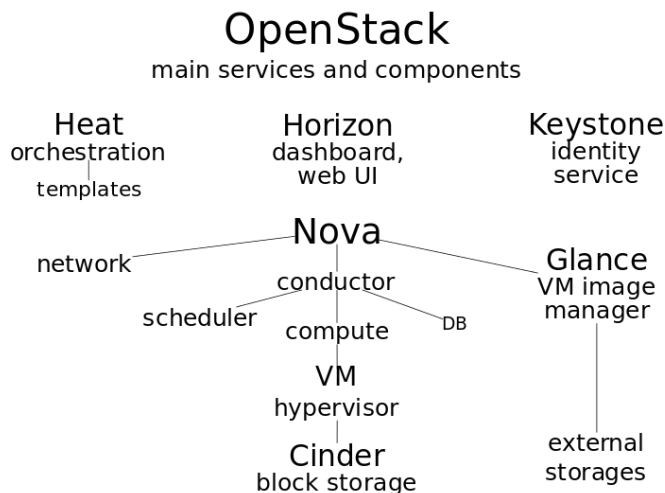 OpenStack
main services and components
Heat
orchestration
templates
Horizon
dashboard,
web UI
Keystone
identity
service
Nova
network
conductor
scheduler
compute
DB
VM
hypervisor
Cinder
block storage
Glance
VM image
manager
external
storages